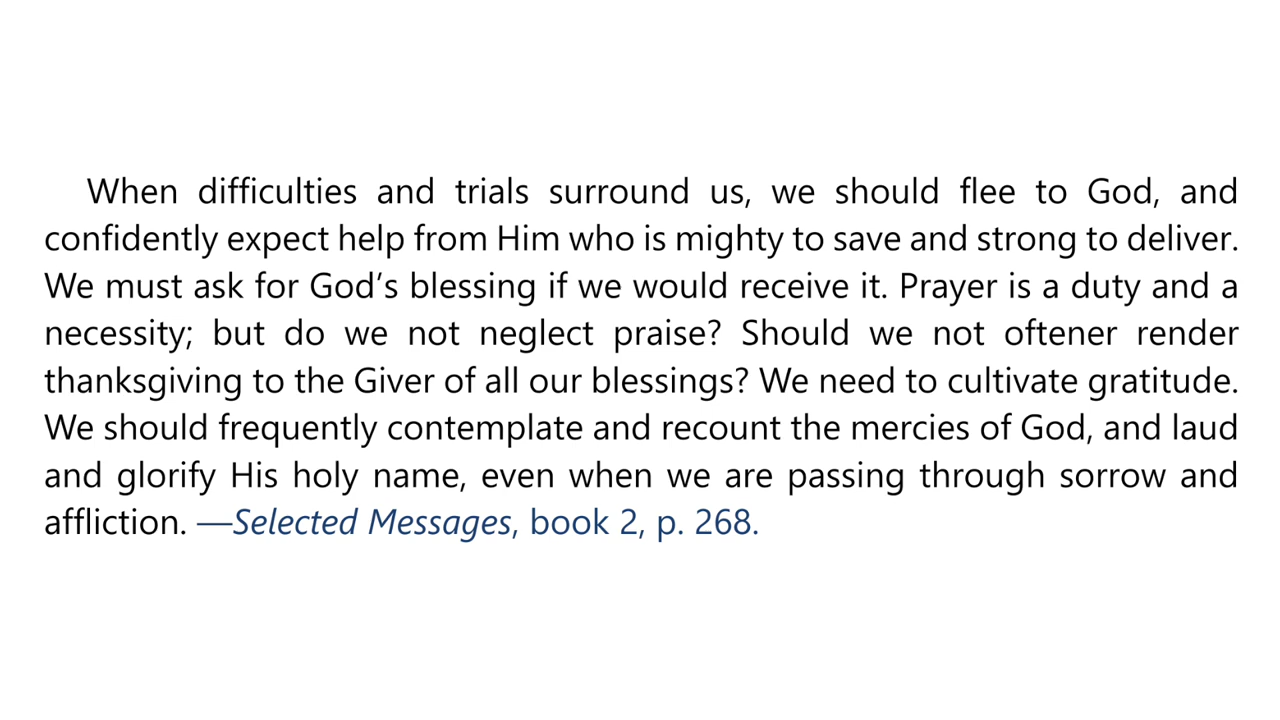 When difficulties and trials surround us, we should flee to God, and
confidently expect help from Him who is mighty to save and strong to deliver.
We must ask for God’s blessing if we would receive it. Prayer is a duty and a
necessity; but do we not neglect praise? Should we not oftener render
thanksgiving to the Giver of all our blessings? We need to cultivate gratitude.
We should frequently contemplate and recount the mercies of God, and laud
and glorify His holy name, even when we are passing through sorrow and
affliction. —Selected Messages, book 2, p. 268.